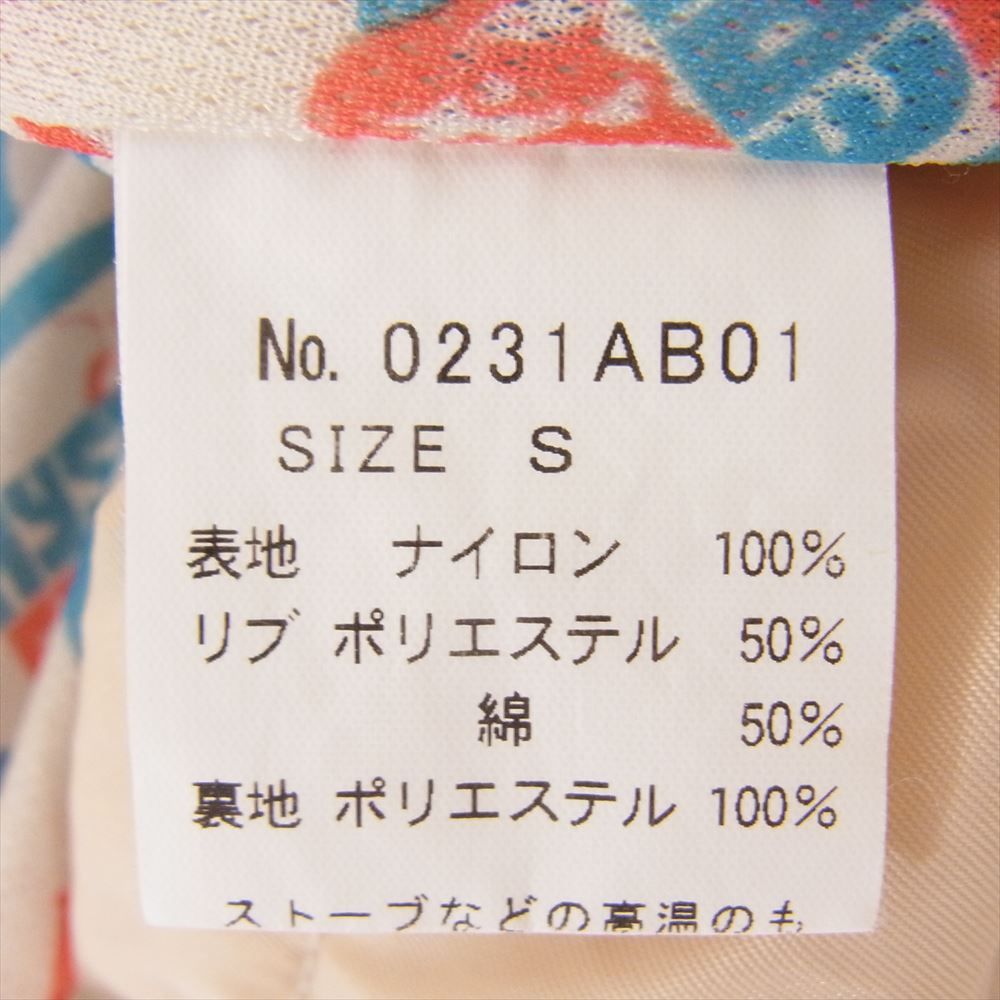 No. 0231AB01
SIZE S
表地 ナイロン 100%
リブ ポリエステル 50%
綿 50%
裏地 ポリエステル 100%
ストーブなどの高温のも